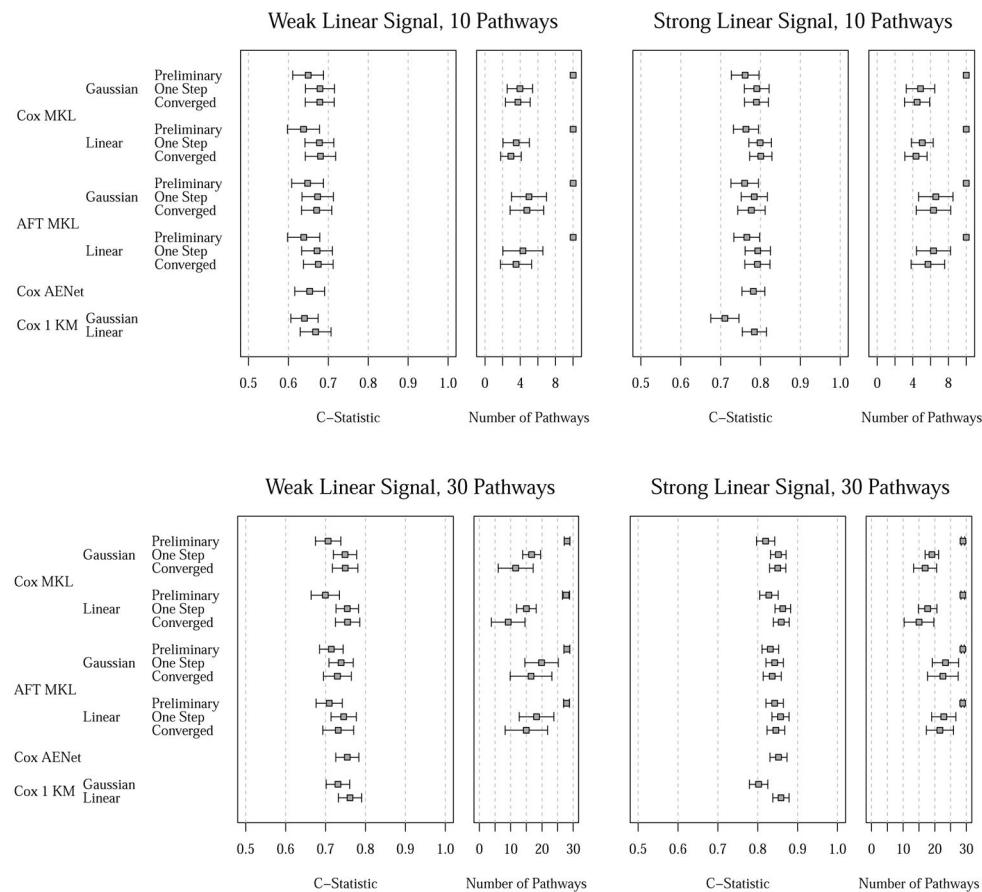 Weak Linear Signal, 10 Pathways
Strong Linear Signal, 10 Pathways
Preliminary
Gaussian One Step
Converged
Cox MKL
Preliminary
Linear One Step
Converged
Preliminary
Gaussian One Step
Converged
AFT MKL
Preliminary
Linear One Step
Converged
Cox AENet
Cox 1 KM Gaussian
Linear
0.5 0.6 0.7 0.8 0.9 1.0
0 4 8
0.5 0.6 0.7 0.8 0.9 1.0
0 4 8
C−Statistic
Number of Pathways
C−Statistic
Number of Pathways
Weak Linear Signal, 30 Pathways
Strong Linear Signal, 30 Pathways
Preliminary
Gaussian One Step
Converged
Cox MKL
Preliminary
Linear One Step
Converged
Preliminary
Gaussian One Step
Converged
AFT MKL
Preliminary
Linear One Step
Converged
Cox AENet
Cox 1 KM Gaussian
Linear
0.5 0.6 0.7 0.8 0.9 1.0
0 10 20 30
0.5 0.6 0.7 0.8 0.9 1.0
0 10 20 30
C−Statistic
Number of Pathways
C−Statistic
Number of Pathways